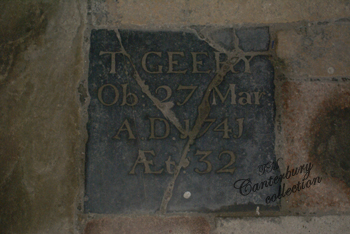 T. GEERY
Ob: 27 Mar:
A D 1741
Æt: 32
The
Canterbury
collection